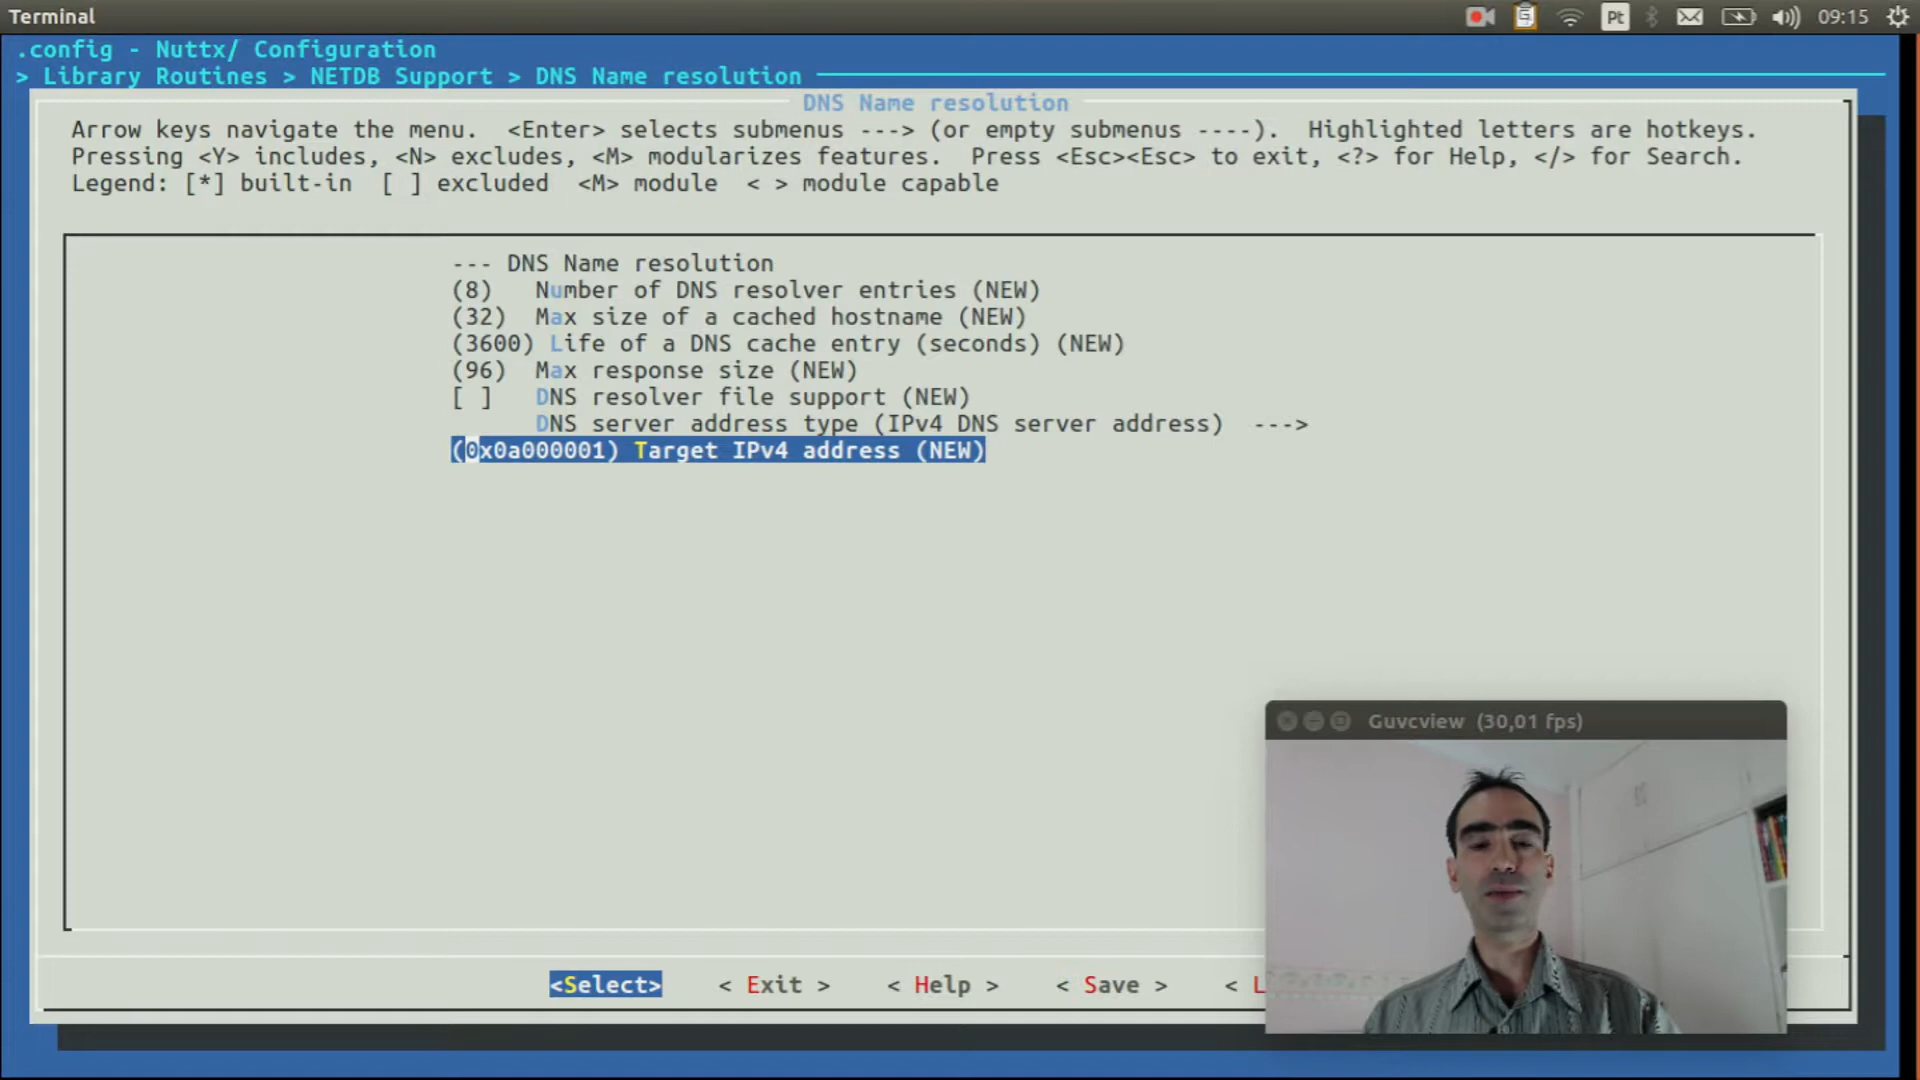 Terminal
Pt
09:15
.config - Nuttx/ Configuration
> Library Routines > NETDB Support > DNS Name resolution
DNS Name resolution
Arrow keys navigate the menu. <Enter> selects submenus ---> (or empty submenus ----). Highlighted letters are hotkeys.
Pressing <Y> includes, <N> excludes, <M> modularizes features. Press <Esc><Esc> to exit, <?> for Help, </> for Search.
Legend: [*] built-in [ ] excluded <M> module < > module capable
--- DNS Name resolution
(8) Number of DNS resolver entries (NEW)
(32) Max size of a cached hostname (NEW)
(3600) Life of a DNS cache entry (seconds) (NEW)
(96) Max response size (NEW)
[ ] DNS resolver file support (NEW)
DNS server address type (IPv4 DNS server address) --->
(0x0a000001) Target IPv4 address (NEW)
Guvcview (30,01 fps)
<Select> < Exit > < Help > < Save > < L